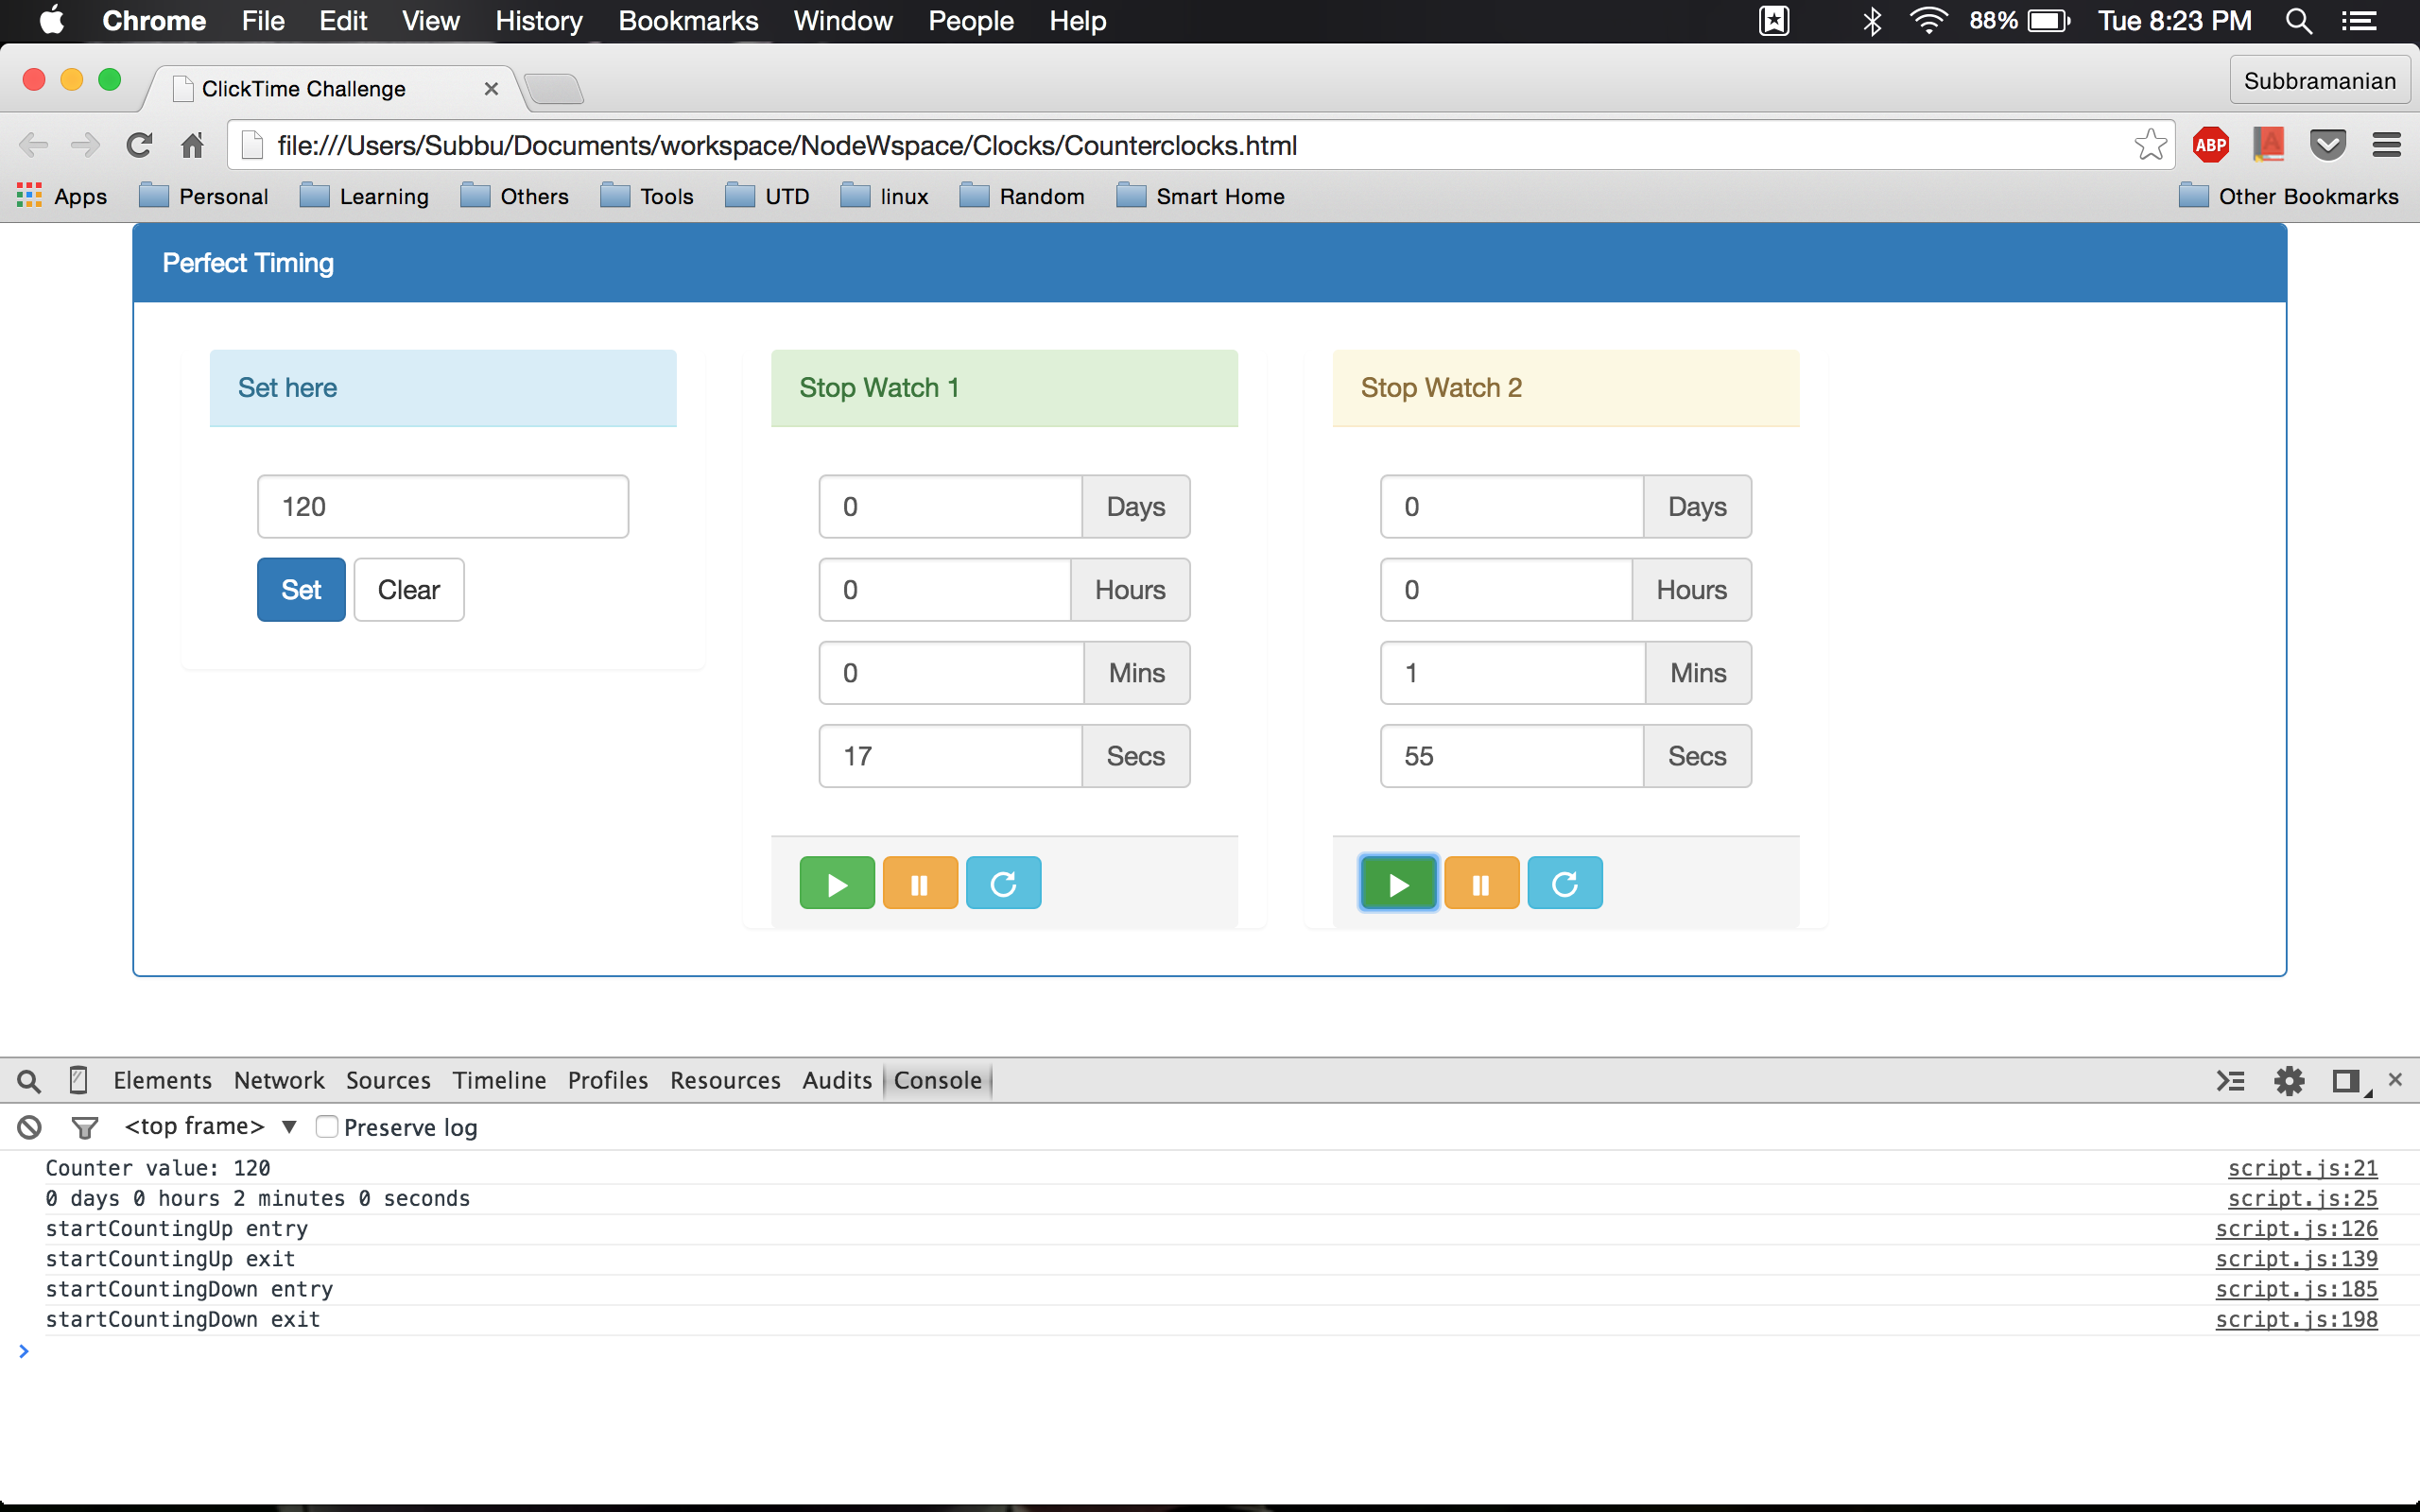 Chrome File Edit View History Bookmarks Window People Help 88% Tue 8:23 PM
ClickTime Challenge Subbramanian
file:///Users/Subbu/Documents/workspace/NodeWspace/Clocks/Counterclocks.html ABP
Apps Personal Learning Others Tools UTD linux Random Smart Home Other Bookmarks
Perfect Timing
Set here
120
Set Clear
Stop Watch 1
0 Days
0 Hours
0 Mins
17 Secs
Stop Watch 2
0 Days
0 Hours
1 Mins
55 Secs
Elements Network Sources Timeline Profiles Resources Audits Console
<top frame> ▼ Preserve log
Counter value: 120 script.js:21
0 days 0 hours 2 minutes 0 seconds script.js:25
startCountingUp entry script.js:126
startCountingUp exit script.js:139
startCountingDown entry script.js:185
startCountingDown exit script.js:198
>